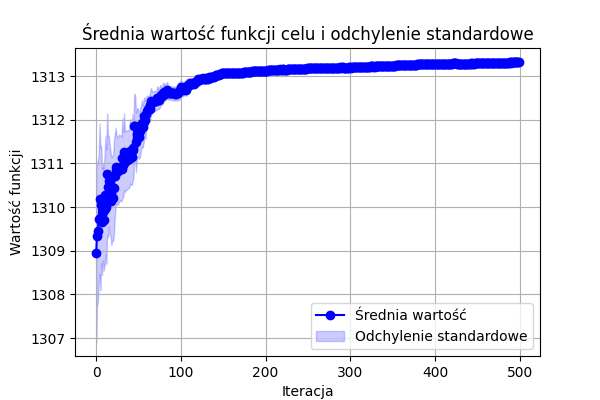 Średnia wartość funkcji celu i odchylenie standardowe
Wartość funkcji
1313
1312
1311
1310
1309
1308
1307
Średnia wartość
Odchylenie standardowe
0 100 200 300 400 500
Iteracja